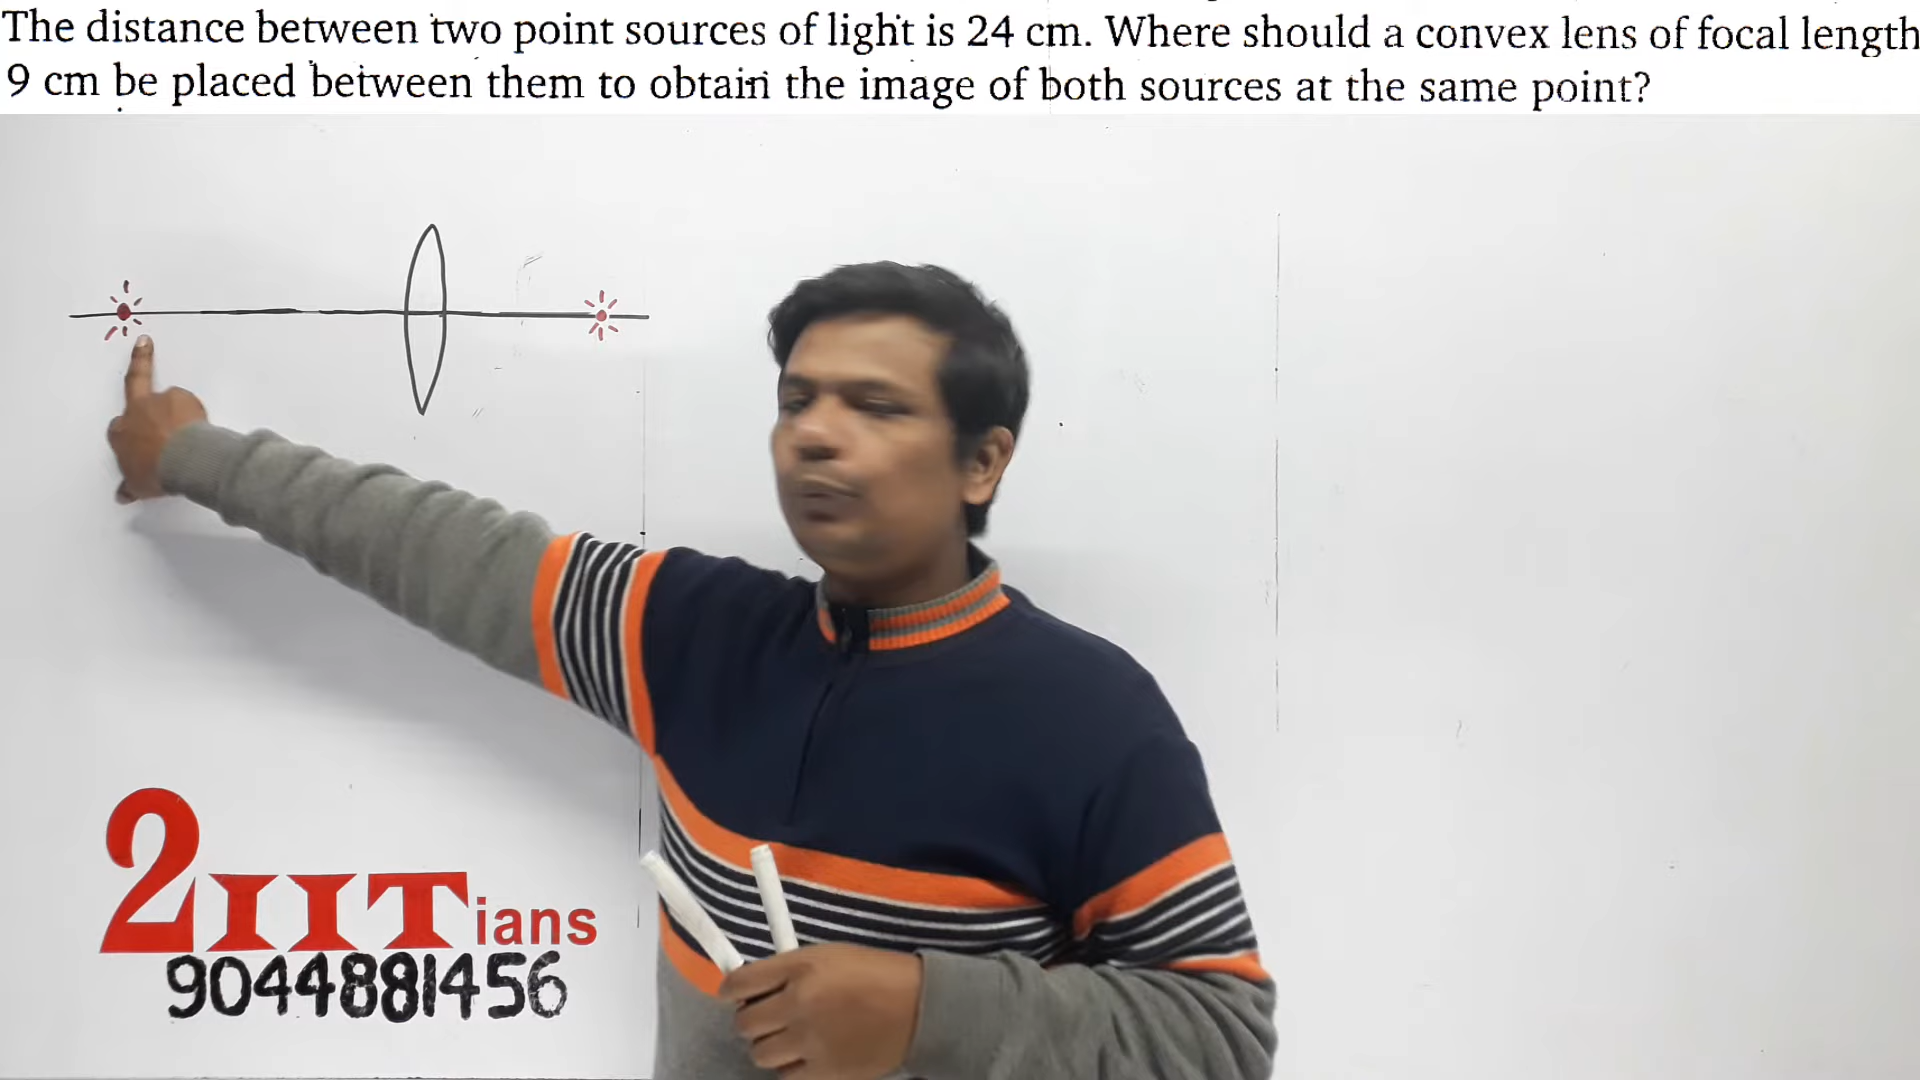 The distance between two point sources of light is 24 cm. Where should a convex lens of focal length
9 cm be placed between them to obtain the image of both sources at the same point?
2IITians
9044881456